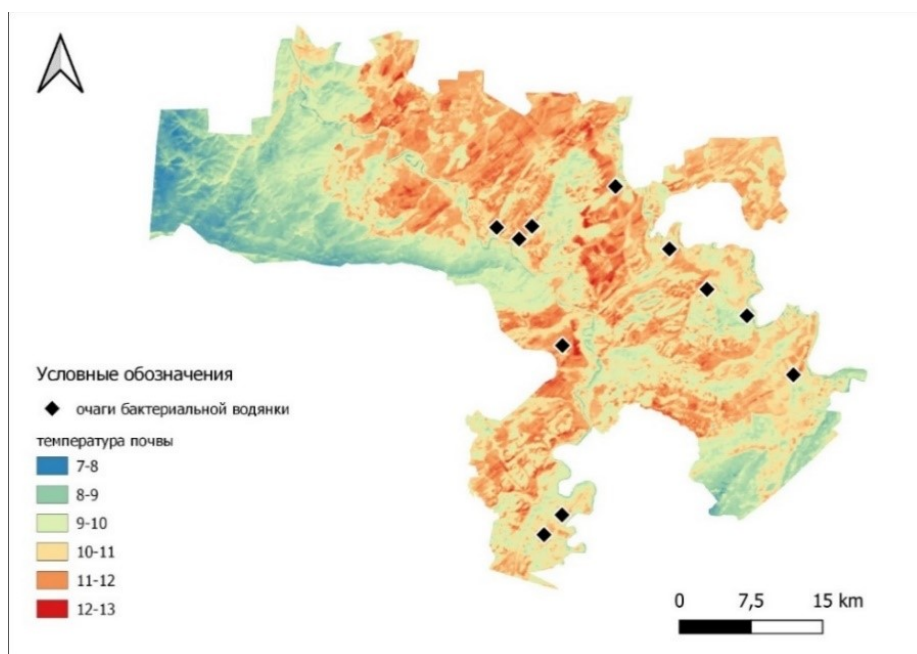 Условные обозначения
очаги бактериальной водянки
температура почвы
7-8
8-9
9-10
10-11
11-12
12-13
0 7,5 15 km